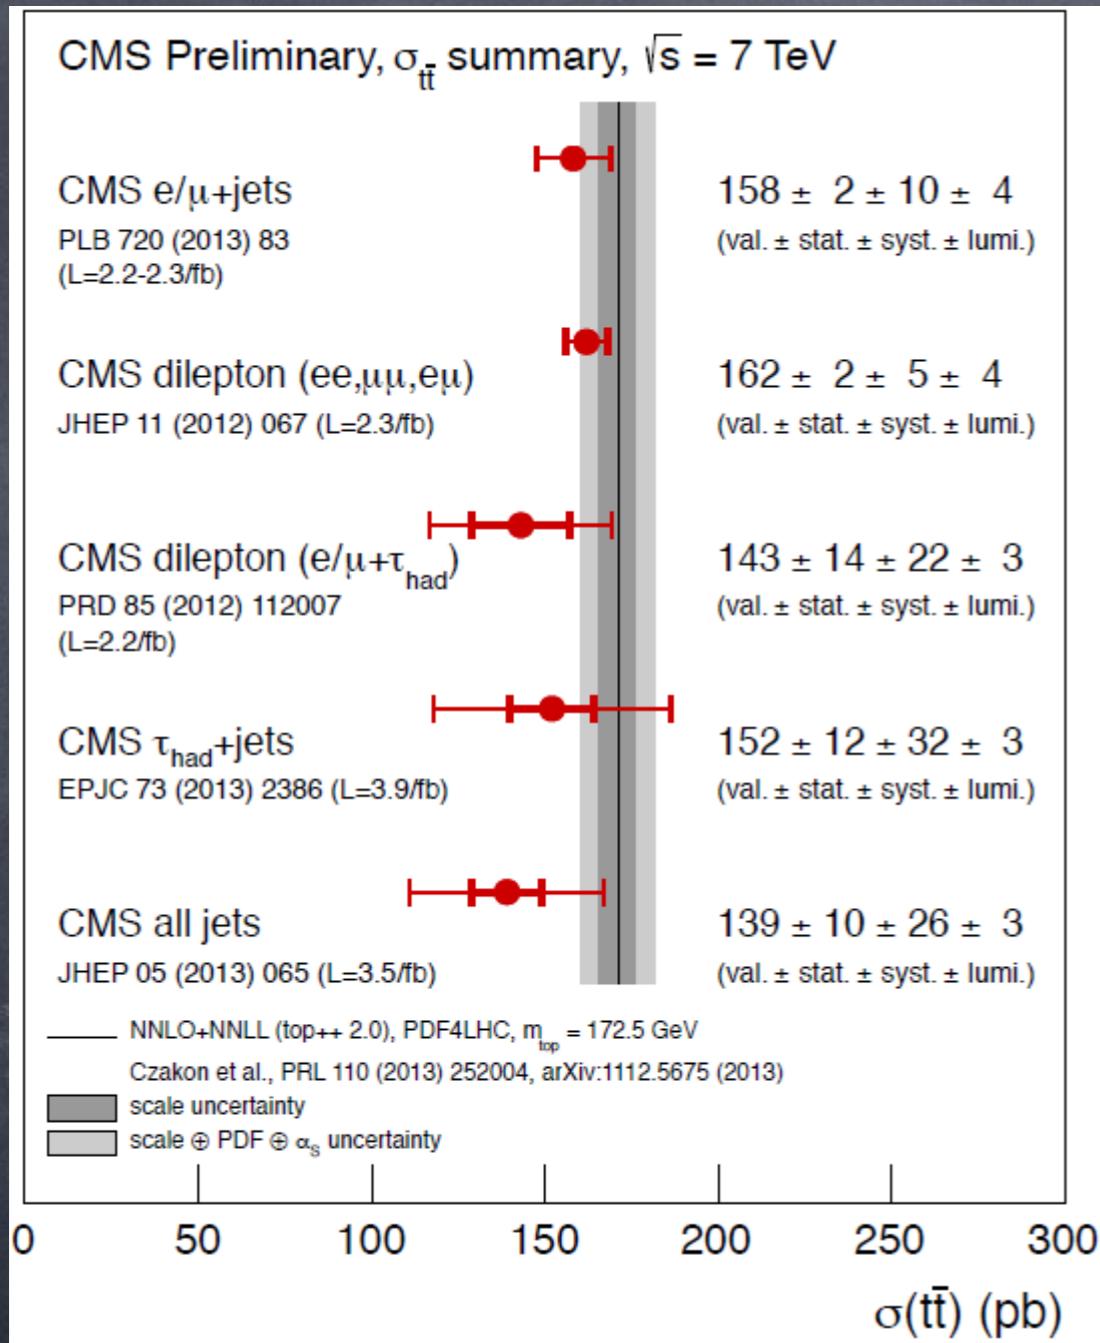 CMS Preliminary, σtt̄ summary, √s = 7 TeV
CMS e/μ+jets
158 ± 2 ± 10 ± 4
PLB 720 (2013) 83
(val. ± stat. ± syst. ± lumi.)
(L=2.2-2.3/fb)
CMS dilepton (ee,μμ,eμ)
162 ± 2 ± 5 ± 4
JHEP 11 (2012) 067 (L=2.3/fb)
(val. ± stat. ± syst. ± lumi.)
CMS dilepton (e/μ+τhad)
143 ± 14 ± 22 ± 3
PRD 85 (2012) 112007
(val. ± stat. ± syst. ± lumi.)
(L=2.2/fb)
CMS τhad+jets
152 ± 12 ± 32 ± 3
EPJC 73 (2013) 2386 (L=3.9/fb)
(val. ± stat. ± syst. ± lumi.)
CMS all jets
139 ± 10 ± 26 ± 3
JHEP 05 (2013) 065 (L=3.5/fb)
(val. ± stat. ± syst. ± lumi.)
NNLO+NNLL (top++ 2.0), PDF4LHC, mtop = 172.5 GeV
Czakon et al., PRL 110 (2013) 252004, arXiv:1112.5675 (2013)
scale uncertainty
scale ⊕ PDF ⊕ αs uncertainty
0 50 100 150 200 250 300
σ(tt̄) (pb)